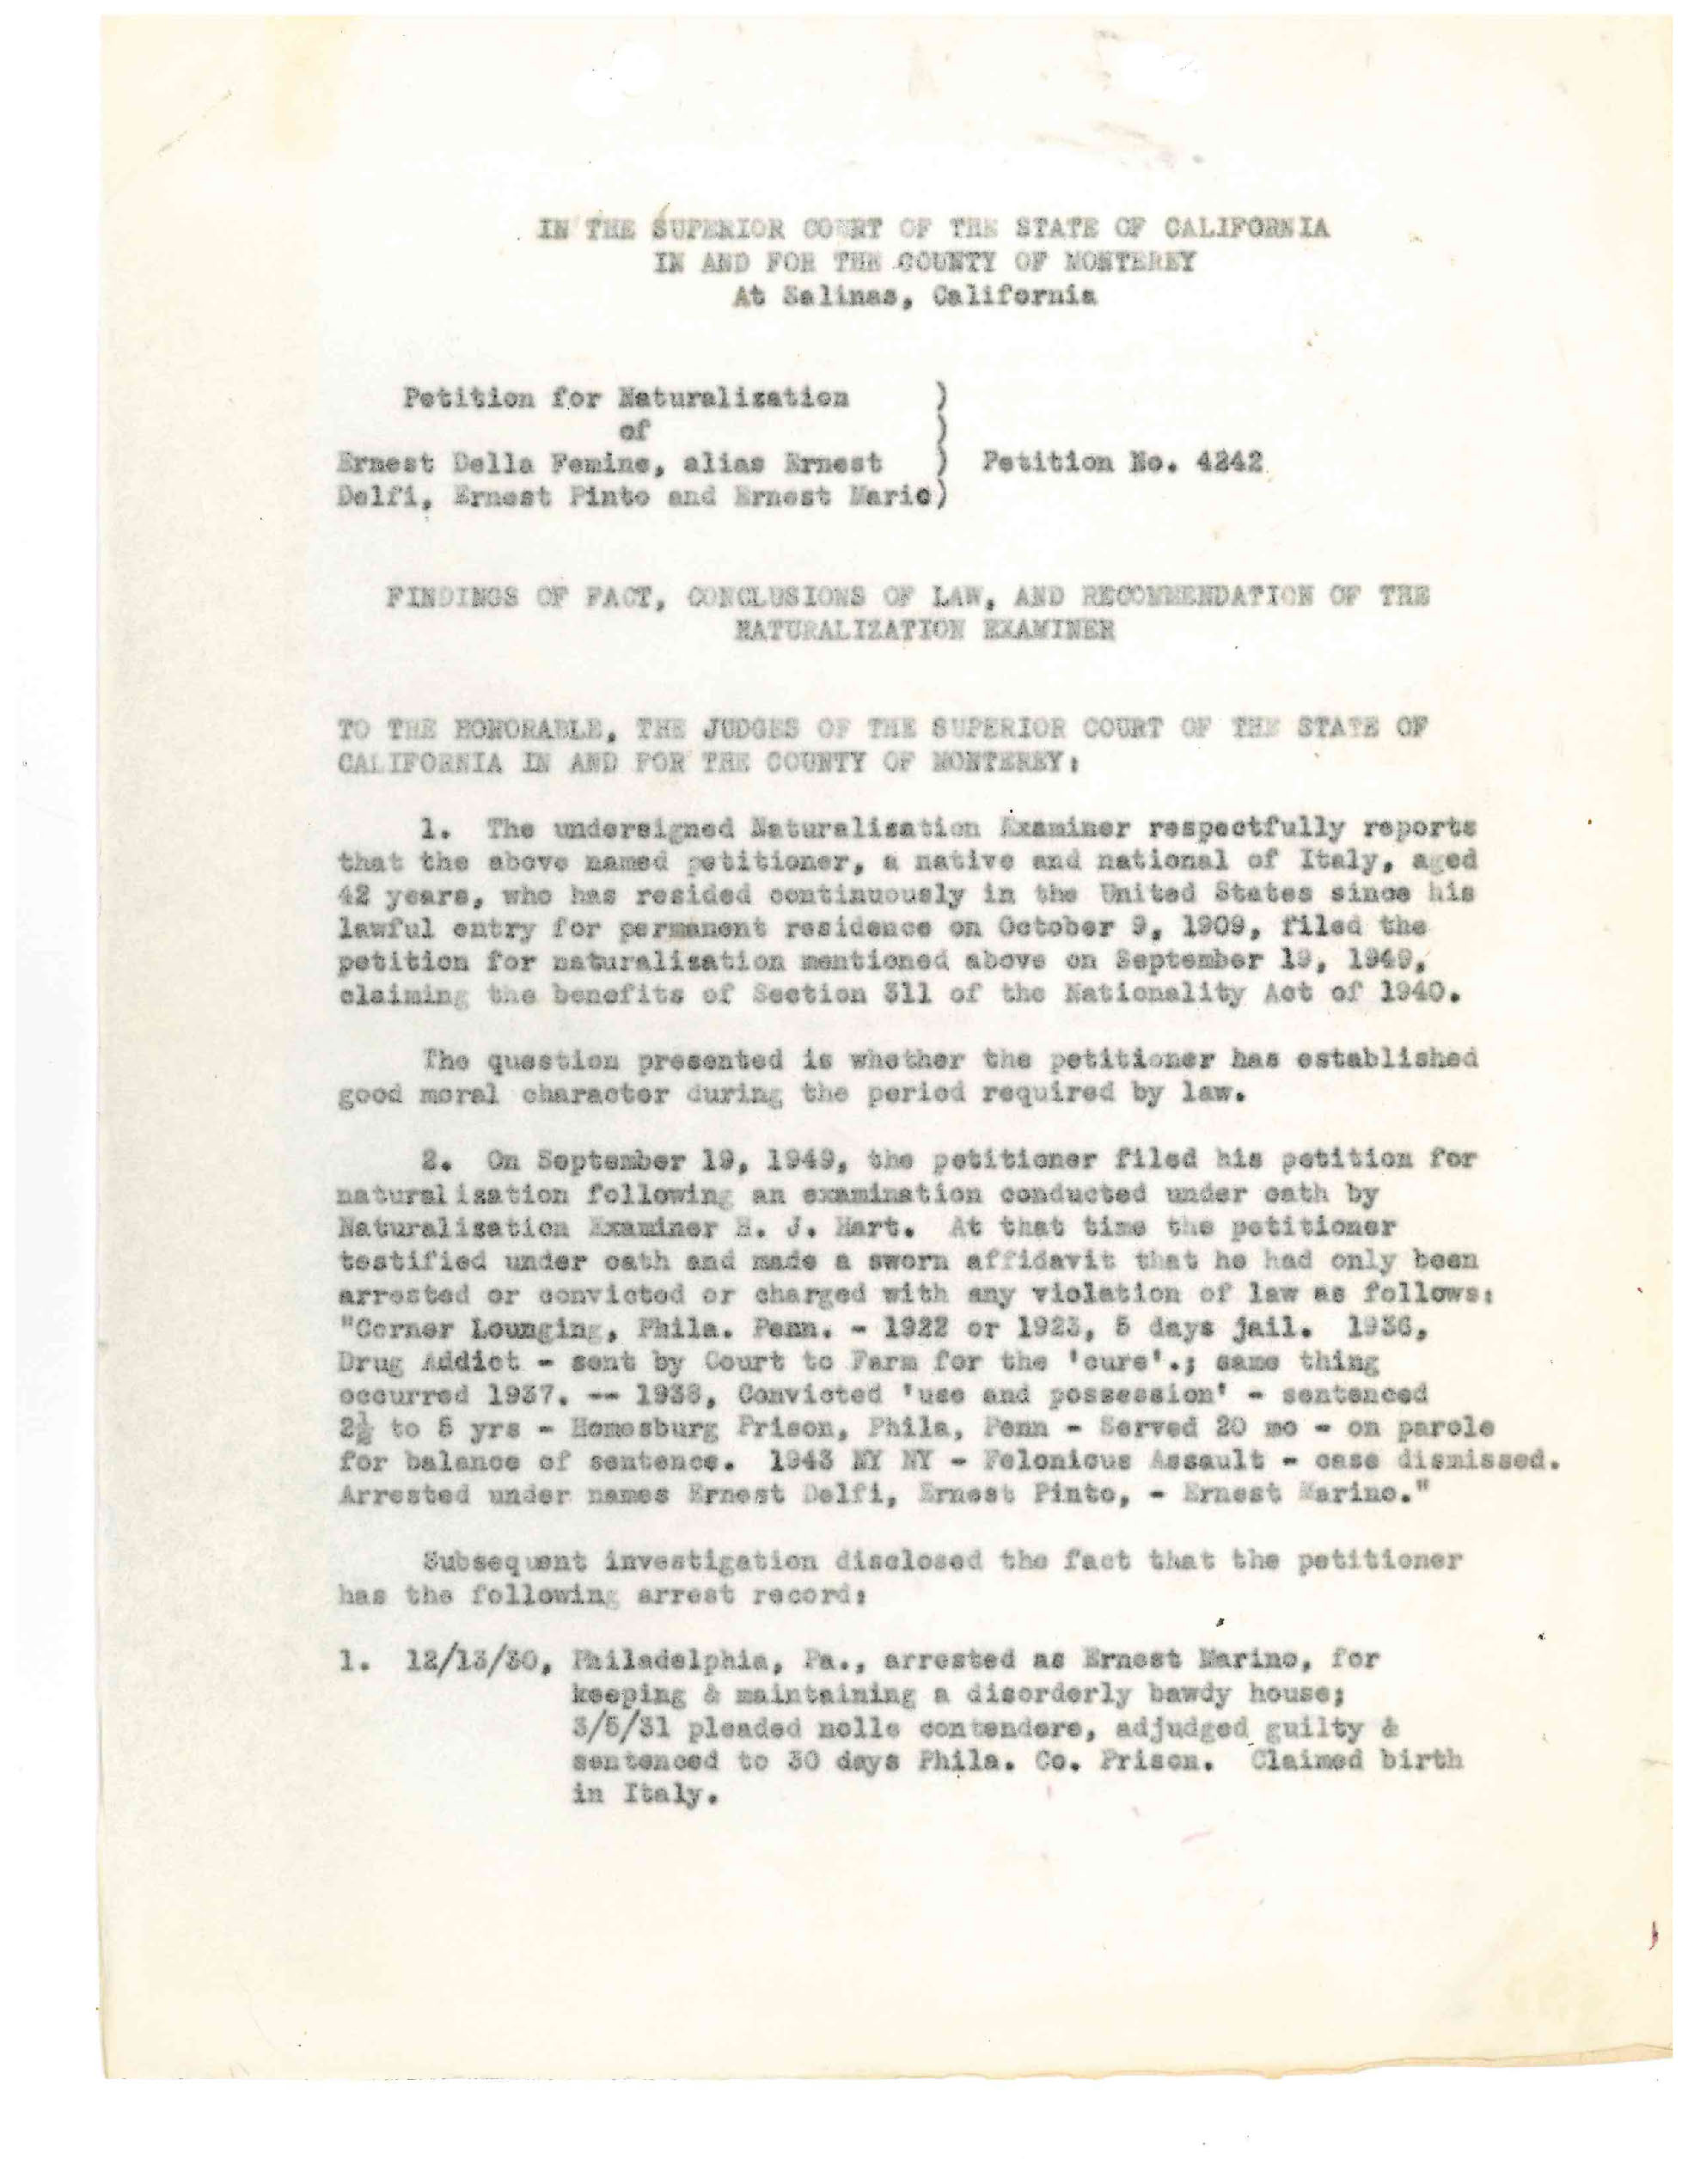 IN THE SUPERIOR COURT OF THE STATE OF CALIFORNIA
IN AND FOR THE COUNTY OF MONTEREY
At Salinas, California
Petition for Naturalization )
of )
Ernest Della Femine, alias Ernest ) Petition No. 4242
Delfi, Ernest Pinto and Ernest Mario)
FINDINGS OF FACT, CONCLUSIONS OF LAW, AND RECOMMENDATION OF THE
NATURALIZATION EXAMINER
TO THE HONORABLE, THE JUDGES OF THE SUPERIOR COURT OF THE STATE OF
CALIFORNIA IN AND FOR THE COUNTY OF MONTEREY:
1. The undersigned Naturalization Examiner respectfully reports
that the above named petitioner, a native and national of Italy, aged
42 years, who has resided continuously in the United States since his
lawful entry for permanent residence on October 9, 1909, filed the
petition for naturalization mentioned above on September 19, 1949,
claiming the benefits of Section 311 of the Nationality Act of 1940.
The question presented is whether the petitioner has established
good moral character during the period required by law.
2. On September 19, 1949, the petitioner filed his petition for
naturalization following an examination conducted under oath by
Naturalization Examiner H. J. Hart. At that time the petitioner
testified under oath and made a sworn affidavit that he had only been
arrested or convicted or charged with any violation of law as follows:
"Corner Lounging, Phila. Penn. - 1922 or 1923, 5 days jail. 1936,
Drug Addict - sent by Court to Farm for the 'cure'.; same thing
occurred 1937. -- 1938, Convicted 'use and possession' - sentenced
2½ to 5 yrs - Homesburg Prison, Phila, Penn - Served 20 mo - on parole
for balance of sentence. 1943 NY NY - Felonious Assault - case dismissed.
Arrested under names Ernest Delfi, Ernest Pinto, - Ernest Marino."
Subsequent investigation disclosed the fact that the petitioner
has the following arrest record:
1. 12/13/30, Philadelphia, Pa., arrested as Ernest Marino, for
keeping & maintaining a disorderly bawdy house;
3/5/31 pleaded nolle contendere, adjudged guilty &
sentenced to 30 days Phila. Co. Prison. Claimed birth
in Italy.